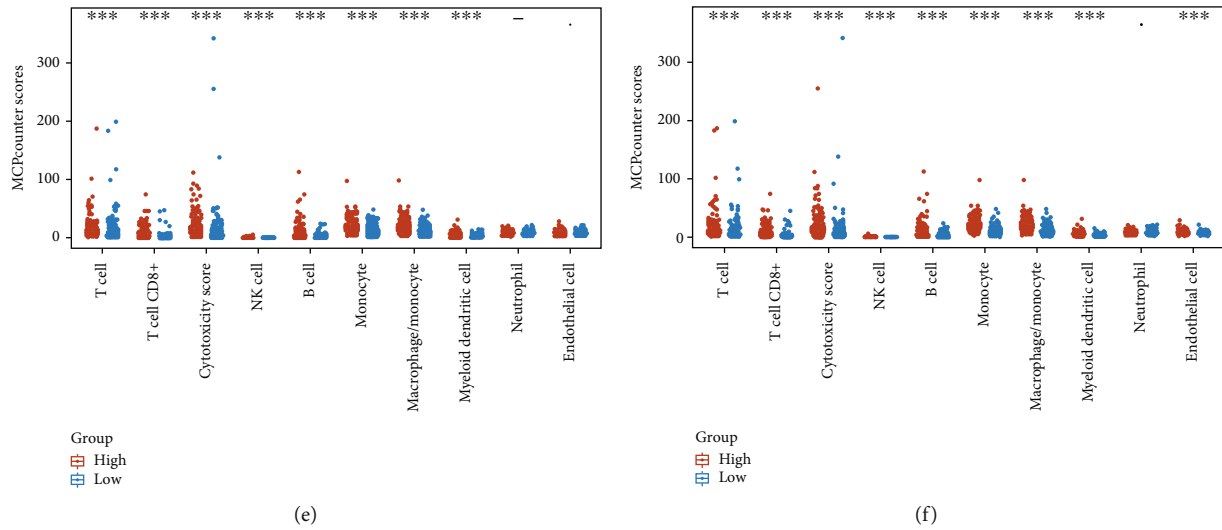 *** *** *** *** *** *** *** *** – .
MCPcounter scores
300
200
100
0
T cell
T cell CD8+
Cytotoxicity score
NK cell
B cell
Monocyte
Macrophage/monocyte
Myeloid dendritic cell
Neutrophil
Endothelial cell
Group
High
Low
(e)
*** *** *** *** *** *** *** *** . ***
MCPcounter scores
300
200
100
0
T cell
T cell CD8+
Cytotoxicity score
NK cell
B cell
Monocyte
Macrophage/monocyte
Myeloid dendritic cell
Neutrophil
Endothelial cell
Group
High
Low
(f)